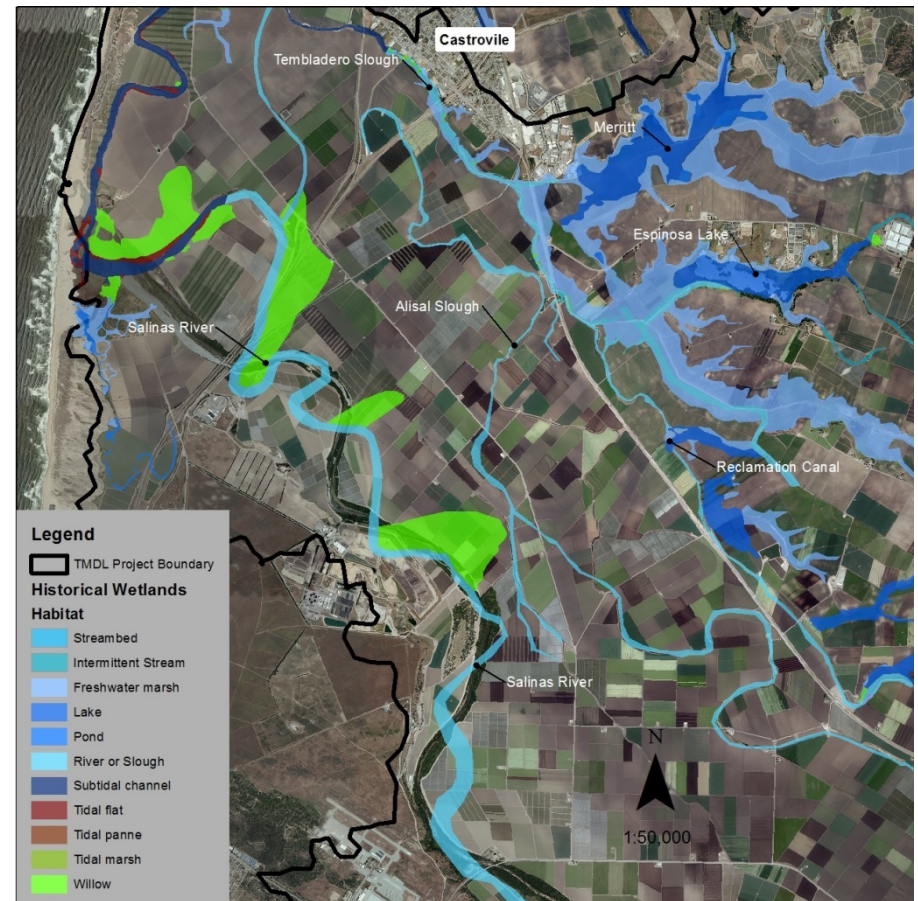 Castrovile
Tembladero Slough
Merritt
Espinosa Lake
Alisal Slough
Salinas River
Reclamation Canal
Salinas River
N
1:50,000
Legend
TMDL Project Boundary
Historical Wetlands
Habitat
Streambed
Intermittent Stream
Freshwater marsh
Lake
Pond
River or Slough
Subtidal channel
Tidal flat
Tidal panne
Tidal marsh
Willow